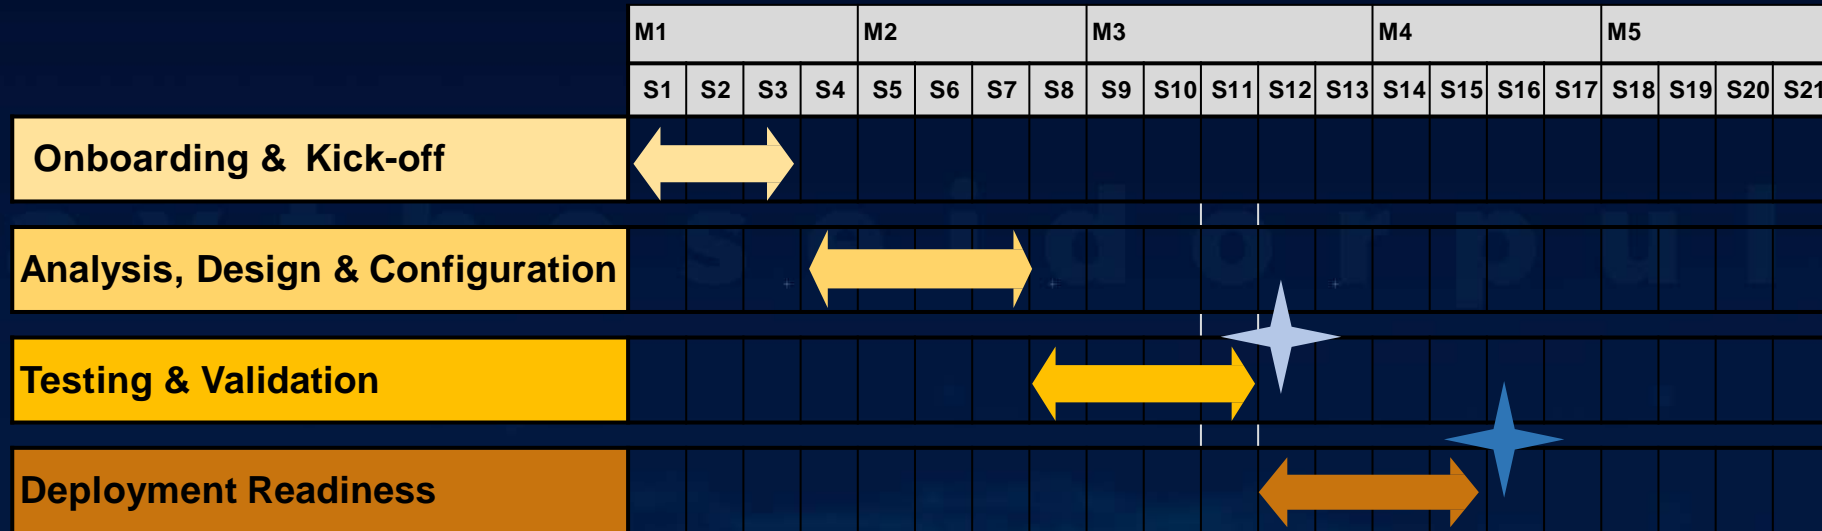 M1 M2 M3 M4 M5
S1 S2 S3 S4 S5 S6 S7 S8 S9 S10 S11 S12 S13 S14 S15 S16 S17 S18 S19 S20 S21
Onboarding & Kick-off
Analysis, Design & Configuration
Testing & Validation
Deployment Readiness